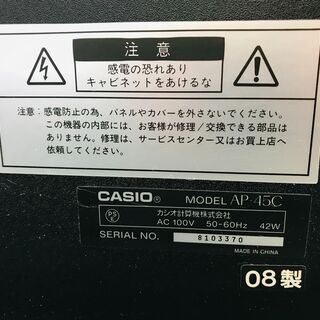 注意
感電の恐れあり
キャビネットをあけるな
注意：感電防止の為、パネルやカバーを外さないでください。
この機器の内部には、お客様が修理／交換できる部品は
ありません。修理は、サービスセンター又はお買上店へ
依頼してください。
CASIO® MODEL AP-45C
カシオ計算機株式会社
AC 100V 50-60Hz 42W
SERIAL NO. 8103370
MADE IN CHINA
08製